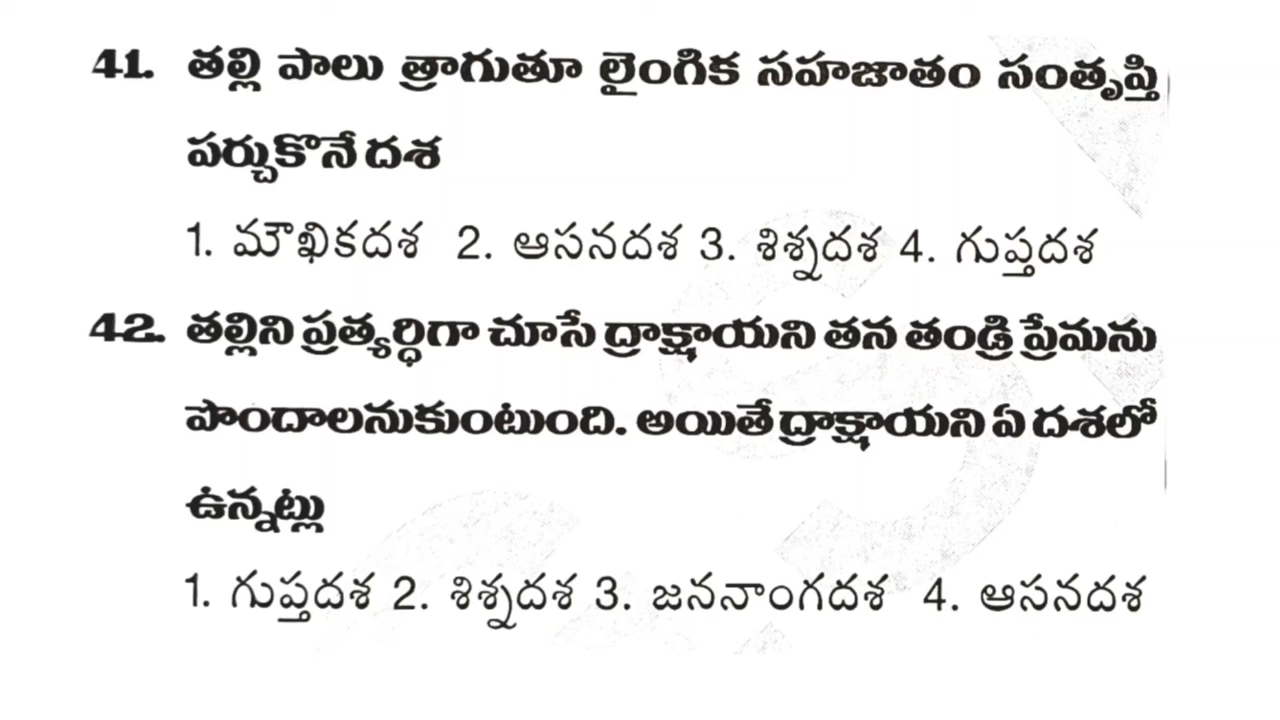 41. తల్లి పాలు త్రాగుతూ లైంగిక సహజాతం సంతృప్తి
పర్చుకొనే దశ
1. మౌఖికదశ 2. ఆసనదశ 3. శిశ్నదశ 4. గుప్తదశ
42. తల్లిని ప్రత్యర్ధిగా చూసే ద్రాక్షాయని తన తండ్రి ప్రేమను
పొందాలనుకుంటుంది. అయితే ద్రాక్షాయని ఏ దశలో
ఉన్నట్లు
1. గుప్తదశ 2. శిశ్నదశ 3. జననాంగదశ 4. ఆసనదశ